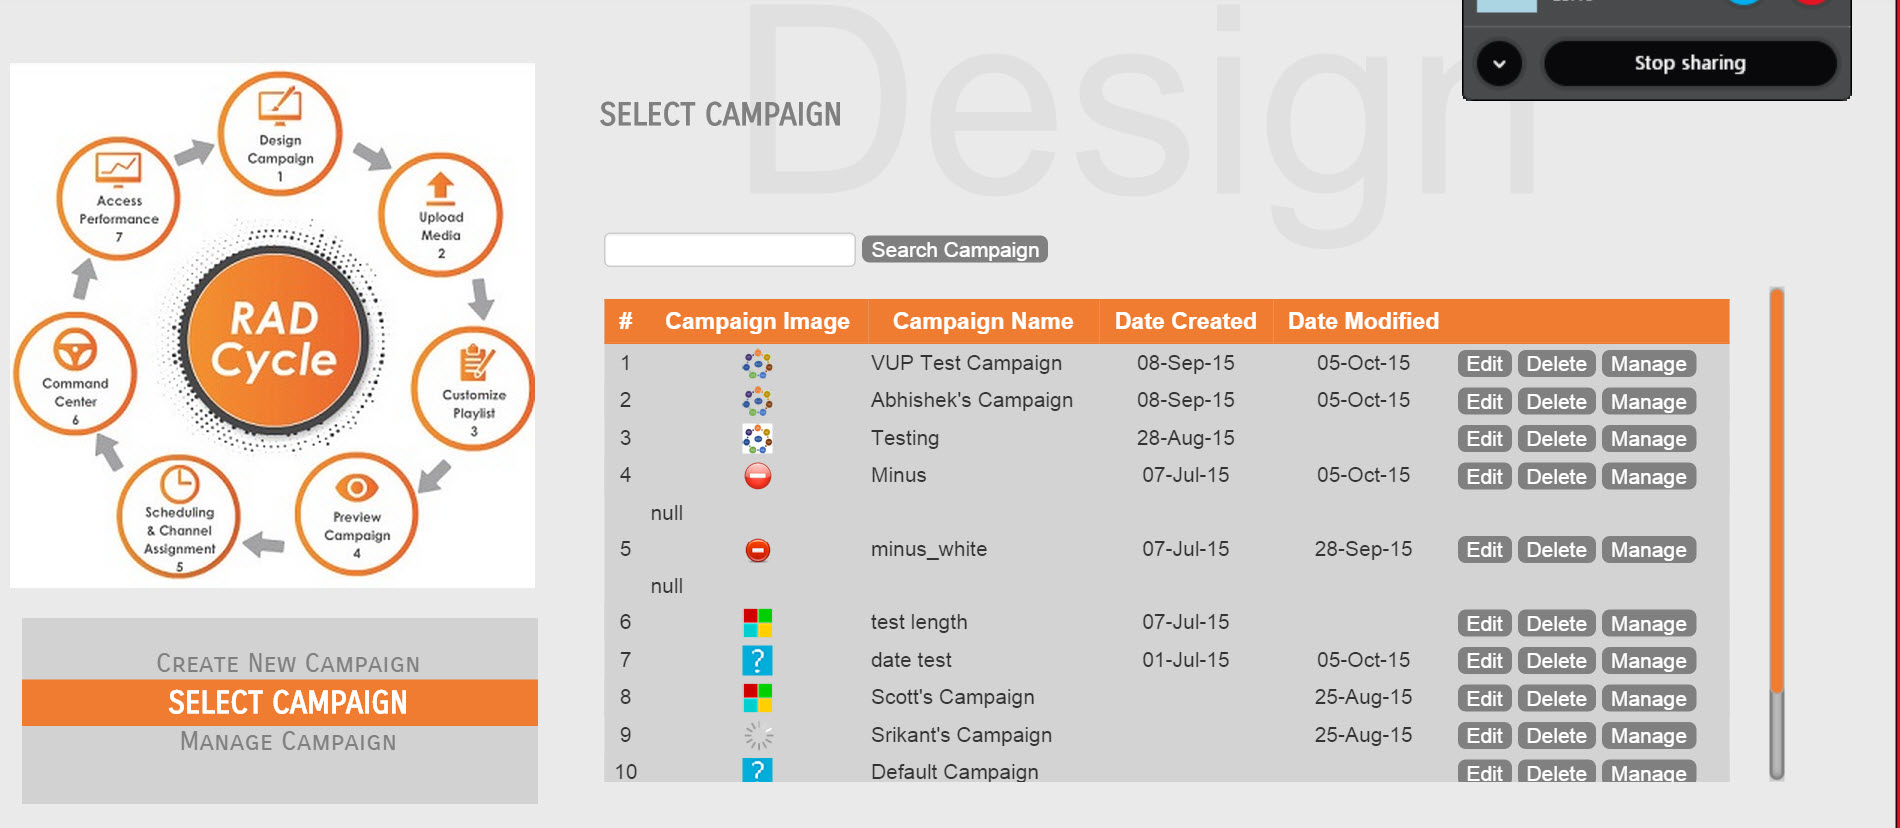 Design
Stop sharing
SELECT CAMPAIGN
Design
Campaign
1
Upload
Media
2
Customize
Playlist
3
Preview
Campaign
4
Scheduling
& Channel
Assignment
5
Command
Center
6
Access
Performance
7
RAD
Cycle
CREATE NEW CAMPAIGN
SELECT CAMPAIGN
MANAGE CAMPAIGN
Search Campaign
# Campaign Image Campaign Name Date Created Date Modified
1 VUP Test Campaign 08-Sep-15 05-Oct-15 Edit Delete Manage
2 Abhishek's Campaign 08-Sep-15 05-Oct-15 Edit Delete Manage
3 Testing 28-Aug-15 Edit Delete Manage
4 Minus 07-Jul-15 05-Oct-15 Edit Delete Manage
null
5 minus_white 07-Jul-15 28-Sep-15 Edit Delete Manage
null
6 test length 07-Jul-15 Edit Delete Manage
7 ? date test 01-Jul-15 05-Oct-15 Edit Delete Manage
8 Scott's Campaign 25-Aug-15 Edit Delete Manage
9 Srikant's Campaign 25-Aug-15 Edit Delete Manage
10 ? Default Campaign Edit Delete Manage